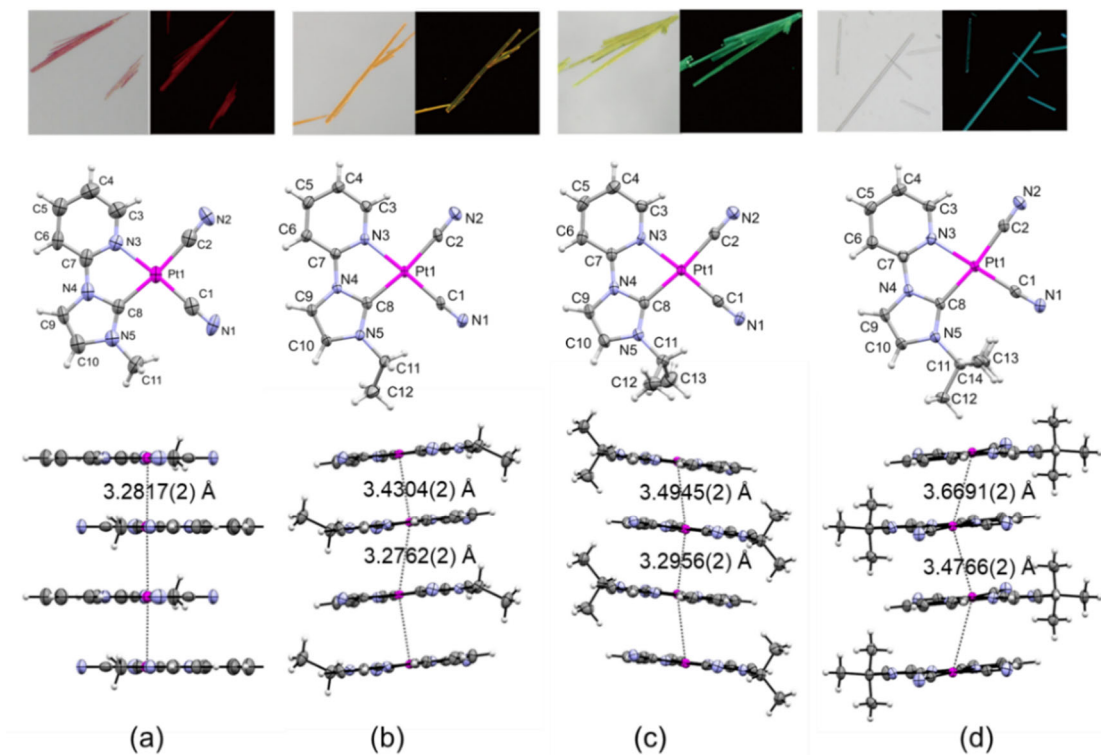 C4
C5
C3
N2
C6
N3
C2
C7
Pt1
N4
C1
C9
C8
N1
N5
C10
C11
C5
C4
C3
N2
C6
N3
C2
C7
Pt1
N4
C1
C9
C8
N1
N5
C10
C11
C12
C5
C4
C3
N2
C6
N3
C2
C7
Pt1
N4
C1
C9
C8
N1
C10
N5
C11
C12
C13
C5
C4
C3
N2
C6
N3
C2
C7
Pt1
N4
C1
C8
N1
C9
N5
C10
C11
C13
C14
C12
3.2817(2) Å
3.4304(2) Å
3.2762(2) Å
3.4945(2) Å
3.2956(2) Å
3.6691(2) Å
3.4766(2) Å
(a)
(b)
(c)
(d)